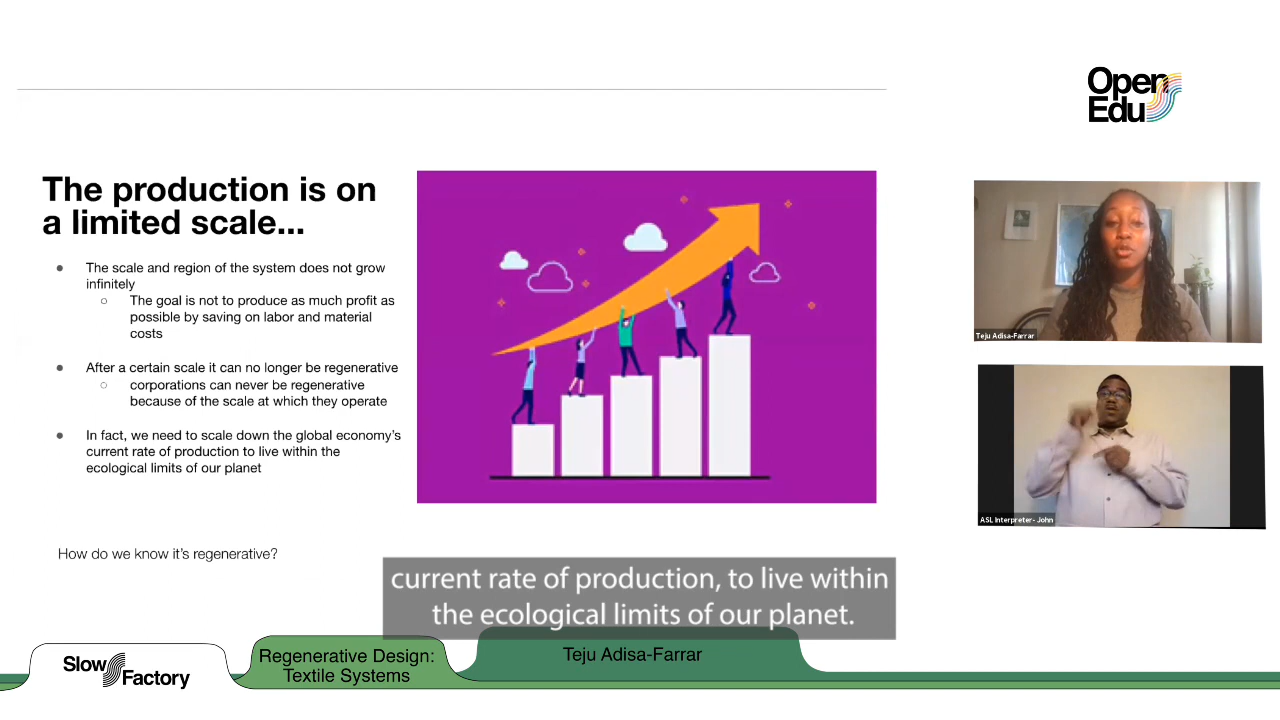 Open
Edu
The production is on
a limited scale...
● The scale and region of the system does not grow
infinitely
○ The goal is not to produce as much profit as
possible by saving on labor and material
costs
● After a certain scale it can no longer be regenerative
○ corporations can never be regenerative
because of the scale at which they operate
● In fact, we need to scale down the global economy's
current rate of production to live within the
ecological limits of our planet
How do we know it's regenerative?
Teju Adisa-Farrar
ASL Interpreter- John
current rate of production, to live within
the ecological limits of our planet.
Slow
Factory
Regenerative Design:
Textile Systems
Teju Adisa-Farrar